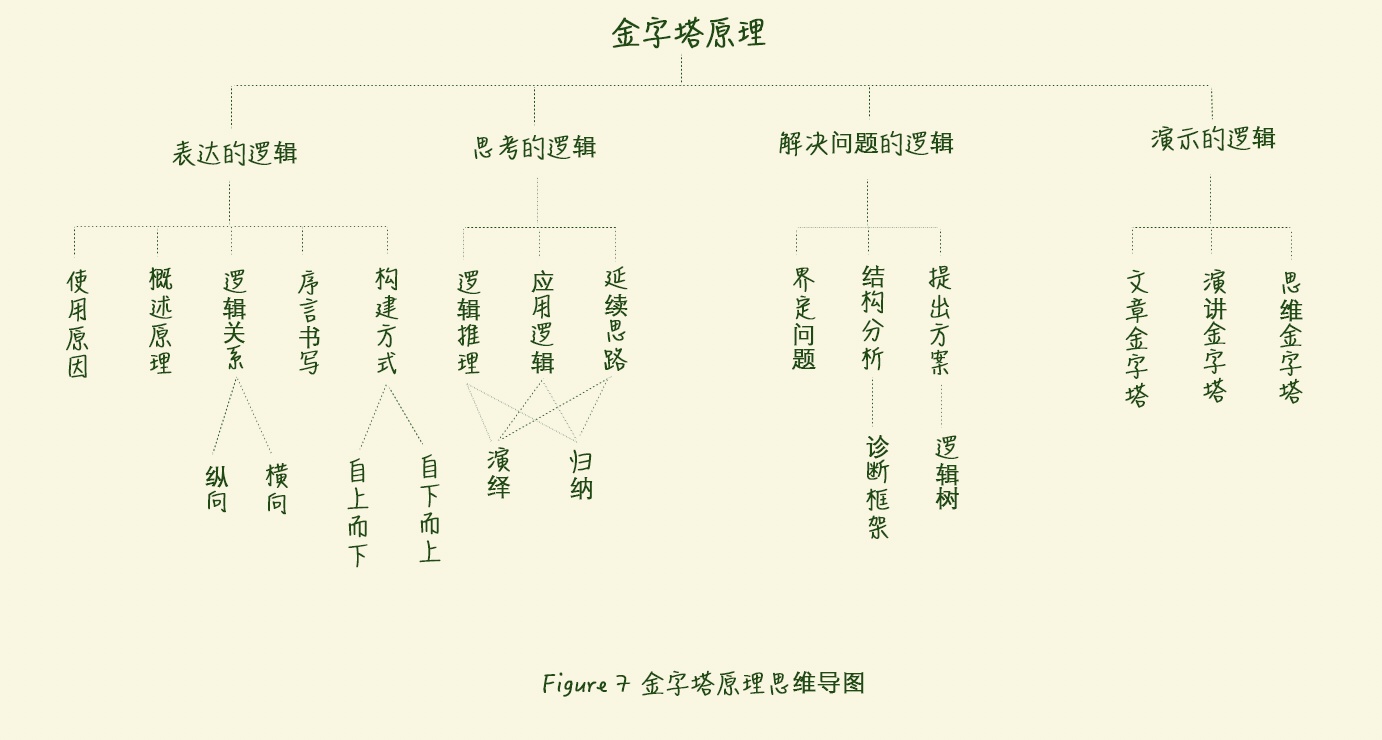 金字塔原理
表达的逻辑
思考的逻辑
解决问题的逻辑
演示的逻辑
使用原因
概述原理
逻辑关系
序言书写
构建方式
逻辑推理
应用逻辑
延续思路
界定问题
结构分析
提出方案
文章金字塔
演讲金字塔
思维金字塔
纵向
横向
自上而下
自下而上
演绎
归纳
诊断框架
逻辑树
Figure 7 金字塔原理思维导图